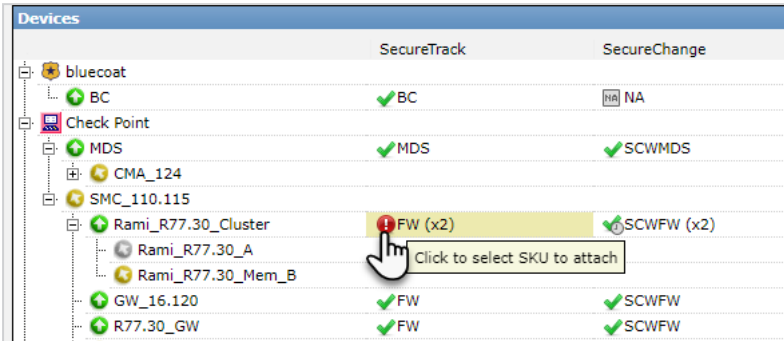 Devices
SecureTrack SecureChange
bluecoat
BC BC NA NA
Check Point
MDS MDS SCWMDS
CMA_124
SMC_110.115
Rami_R77.30_Cluster FW (x2) SCWFW (x2)
Rami_R77.30_A
Click to select SKU to attach
Rami_R77.30_Mem_B
GW_16.120 FW SCWFW
R77.30_GW FW SCWFW